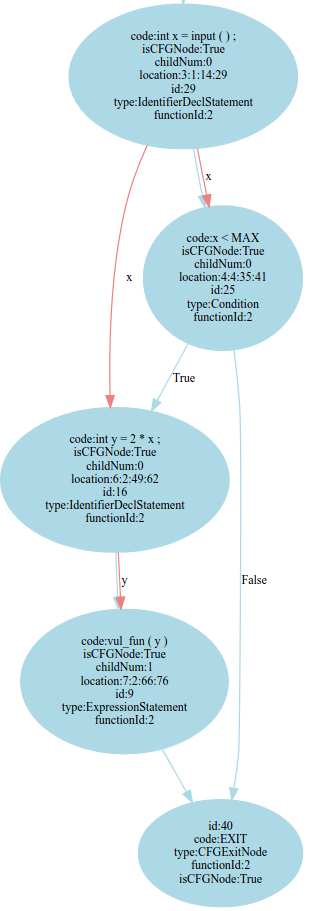 code:int x = input ( ) ;
isCFGNode:True
childNum:0
location:3:1:14:29
id:29
type:IdentifierDeclStatement
functionId:2
x
code:x < MAX
isCFGNode:True
childNum:0
location:4:4:35:41
id:25
type:Condition
functionId:2
x
True
code:int y = 2 * x ;
isCFGNode:True
childNum:0
location:6:2:49:62
id:16
type:IdentifierDeclStatement
functionId:2
y
False
code:vul_fun ( y )
isCFGNode:True
childNum:1
location:7:2:66:76
id:9
type:ExpressionStatement
functionId:2
id:40
code:EXIT
type:CFGExitNode
functionId:2
isCFGNode:True